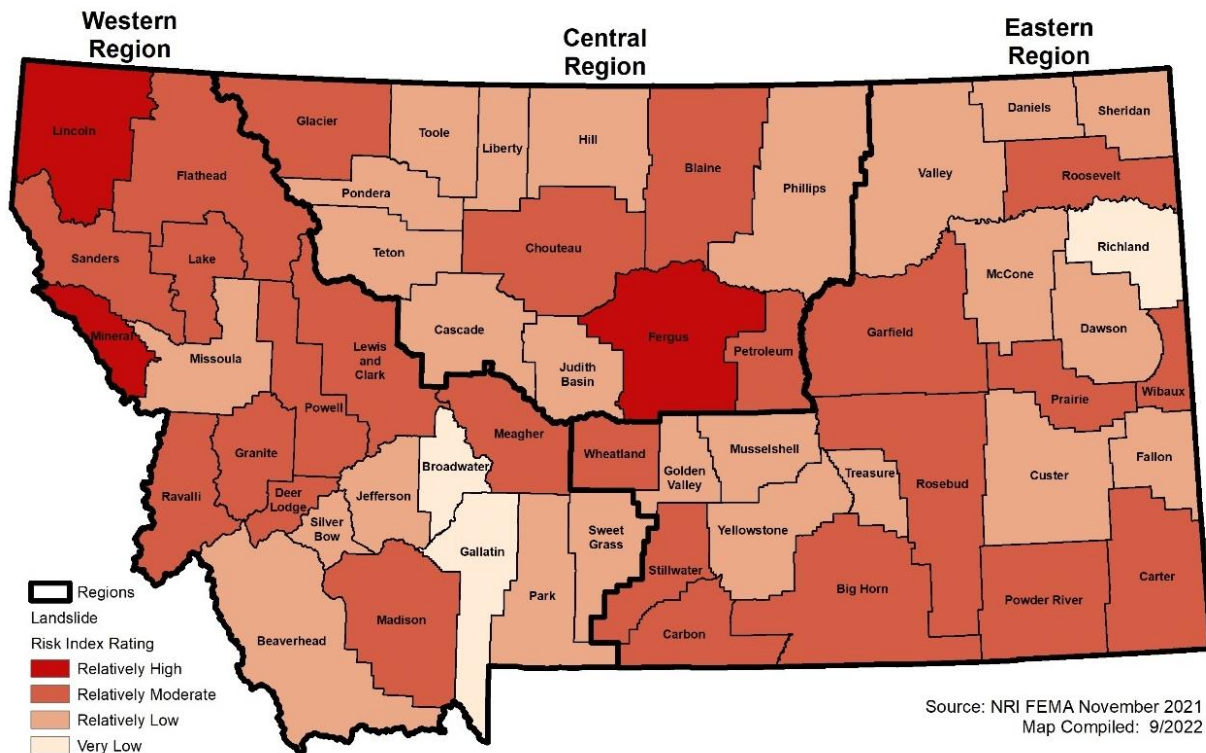 Western
Region
Central
Region
Eastern
Region
Lincoln
Flathead
Glacier
Toole
Liberty
Hill
Blaine
Phillips
Valley
Daniels
Sheridan
Roosevelt
Pondera
Teton
Chouteau
Sanders
Lake
Richland
McCone
Mineral
Missoula
Lewis
and
Clark
Cascade
Judith
Basin
Fergus
Petroleum
Garfield
Dawson
Powell
Prairie
Wibaux
Meagher
Broadwater
Wheatland
Golden
Valley
Musselshell
Treasure
Rosebud
Custer
Fallon
Ravalli
Granite
Deer
Lodge
Jefferson
Silver
Bow
Gallatin
Sweet
Grass
Yellowstone
Stillwater
Park
Big Horn
Carbon
Powder River
Carter
Beaverhead
Madison
Regions
Landslide
Risk Index Rating
Relatively High
Relatively Moderate
Relatively Low
Very Low
Source: NRI FEMA November 2021
Map Compiled: 9/2022